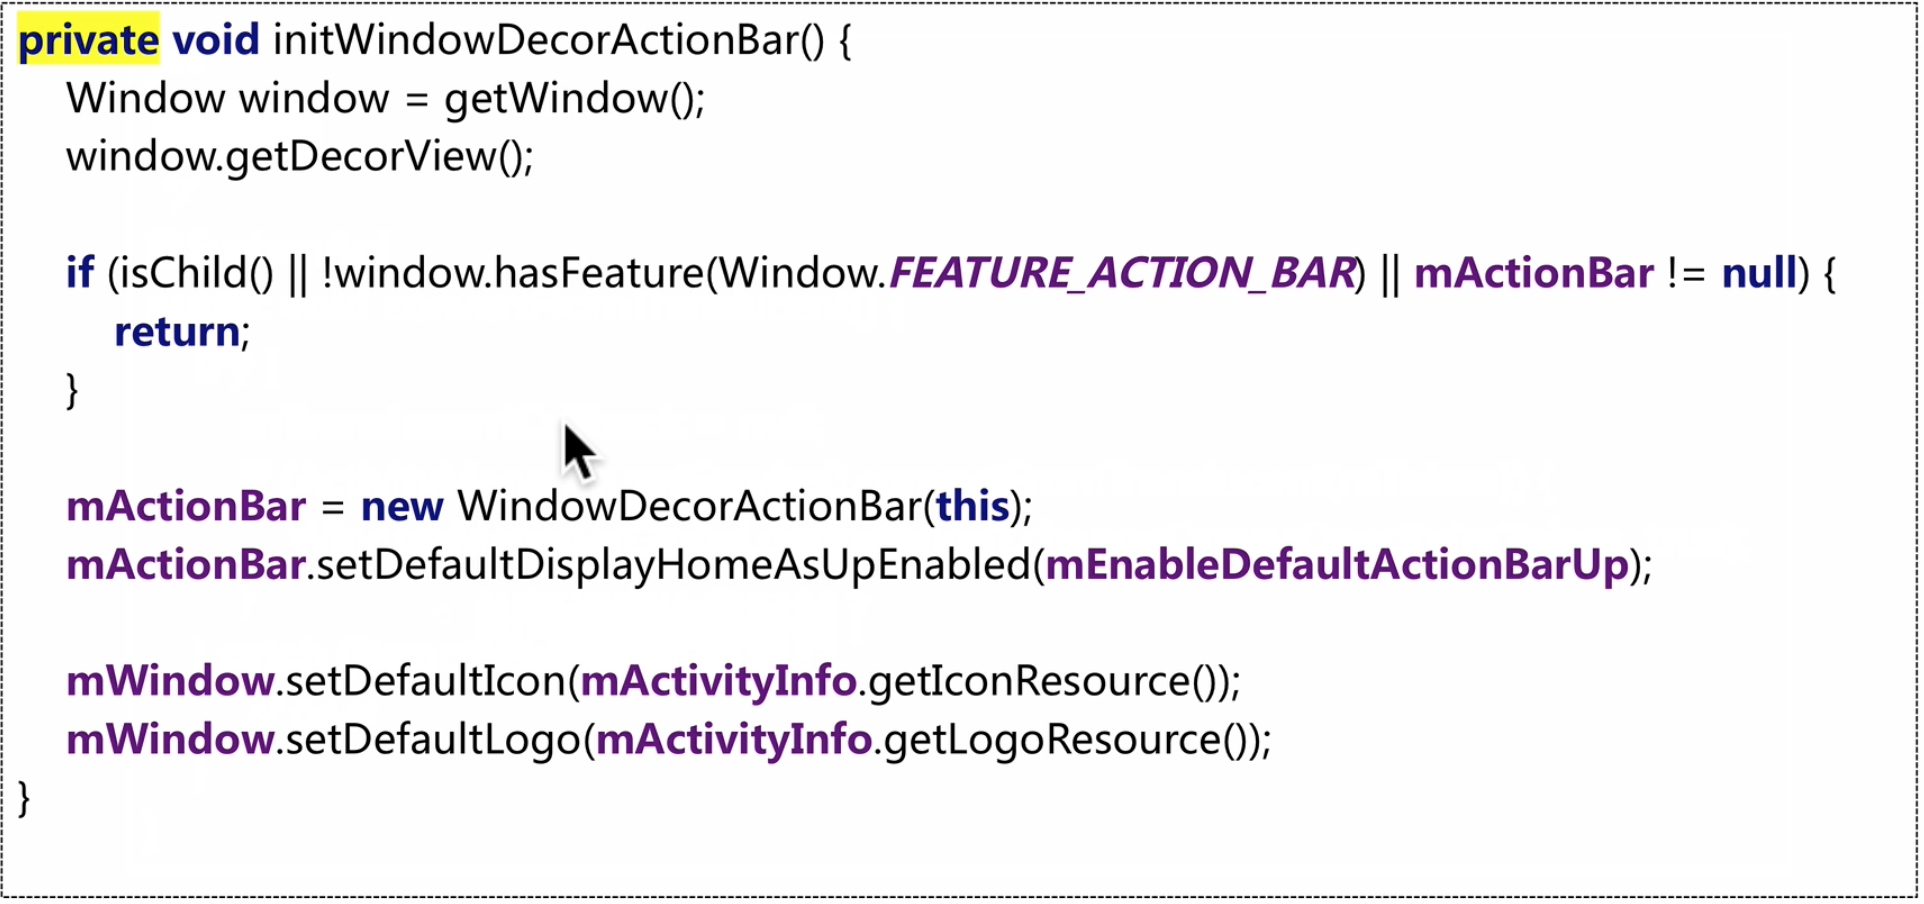 private void initWindowDecorActionBar() {
    Window window = getWindow();
    window.getDecorView();

    if (isChild() || !window.hasFeature(Window.FEATURE_ACTION_BAR) || mActionBar != null) {
        return;
    }

    mActionBar = new WindowDecorActionBar(this);
    mActionBar.setDefaultDisplayHomeAsUpEnabled(mEnableDefaultActionBarUp);

    mWindow.setDefaultIcon(mActivityInfo.getIconResource());
    mWindow.setDefaultLogo(mActivityInfo.getLogoResource());
}